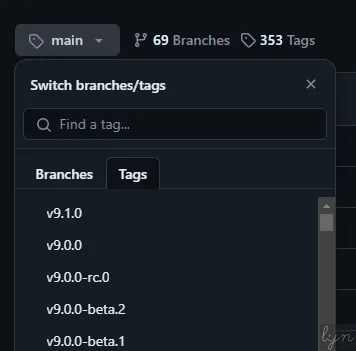 main
69 Branches
353 Tags
Switch branches/tags
Find a tag...
Branches
Tags
v9.1.0
v9.0.0
v9.0.0-rc.0
v9.0.0-beta.2
v9.0.0-beta.1
lyn